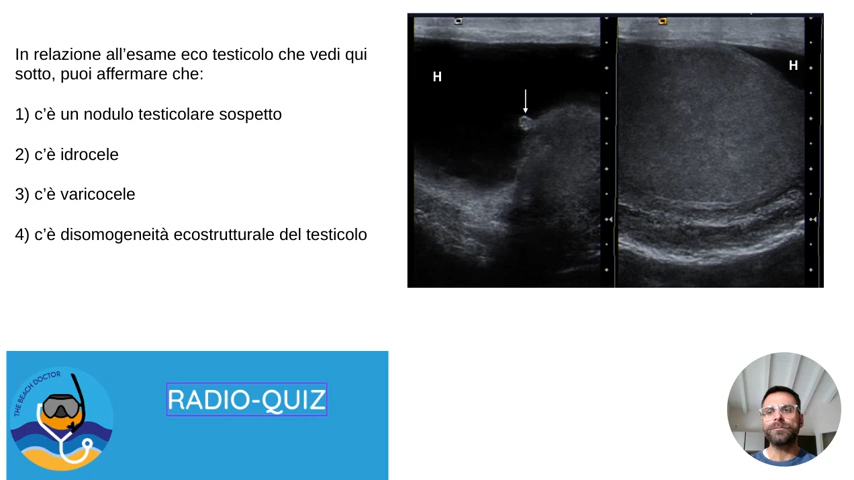 In relazione all'esame eco testicolo che vedi qui
sotto, puoi affermare che:
1) c'è un nodulo testicolare sospetto
2) c'è idrocele
3) c'è varicocele
4) c'è disomogeneità ecostrutturale del testicolo
H
H
THE BEACH DOCTOR
RADIO-QUIZ